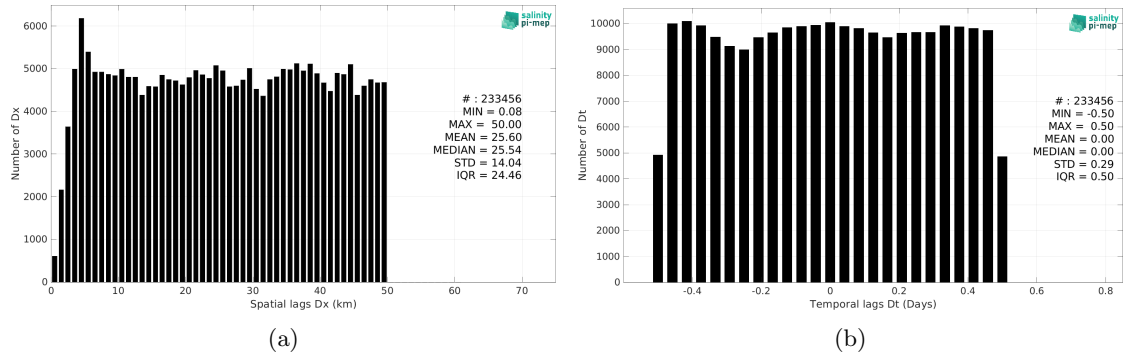 6000
5000
4000
3000
2000
1000
0
Number of Dx
salinity
pi-mep
# : 233456
MIN = 0.08
MAX = 50.00
MEAN = 25.60
MEDIAN = 25.54
STD = 14.04
IQR = 24.46
0 10 20 30 40 50 60 70
Spatial lags Dx (km)
(a)
10000
9000
8000
7000
6000
5000
4000
3000
2000
1000
0
Number of Dt
salinity
pi-mep
# : 233456
MIN = -0.50
MAX = 0.50
MEAN = 0.00
MEDIAN = 0.00
STD = 0.29
IQR = 0.50
-0.4 -0.2 0 0.2 0.4 0.6 0.8
Temporal lags Dt (Days)
(b)